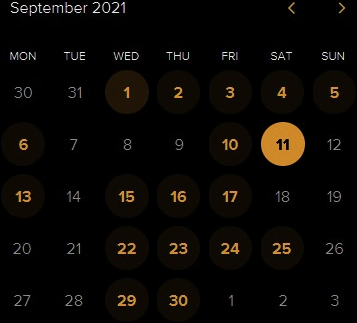 September 2021 < >
MON TUE WED THU FRI SAT SUN
30 31 1 2 3 4 5
6 7 8 9 10 11 12
13 14 15 16 17 18 19
20 21 22 23 24 25 26
27 28 29 30 1 2 3